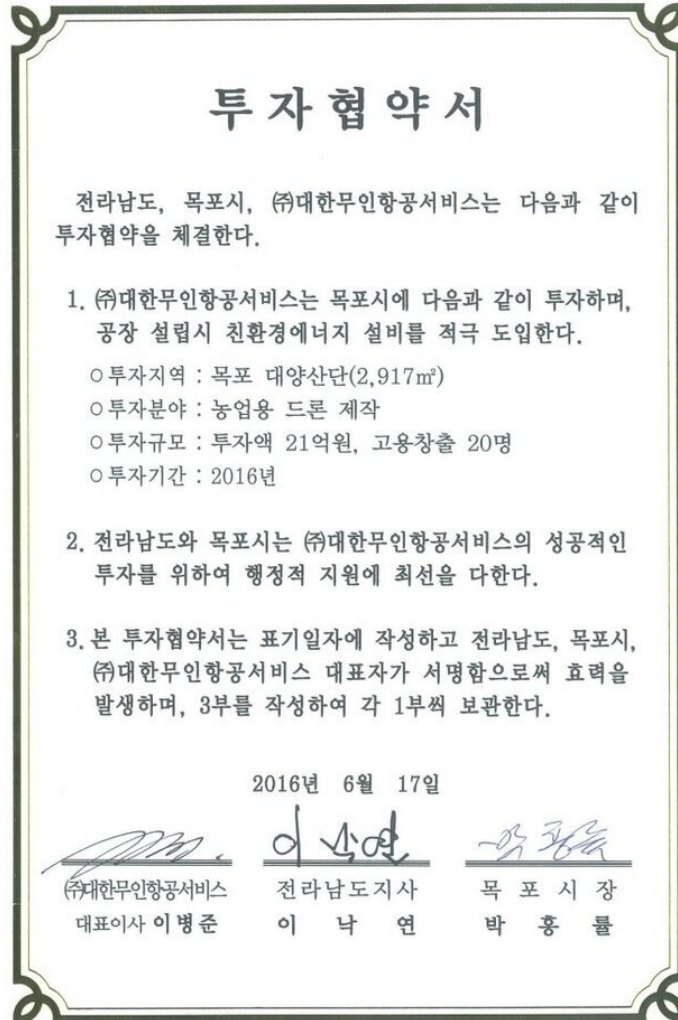 투자협약서
전라남도, 목포시, ㈜대한무인항공서비스는 다음과 같이
투자협약을 체결한다.
1. ㈜대한무인항공서비스는 목포시에 다음과 같이 투자하며,
공장 설립시 친환경에너지 설비를 적극 도입한다.
○투자지역 : 목포 대양산단(2,917㎡)
○투자분야 : 농업용 드론 제작
○투자규모 : 투자액 21억원, 고용창출 20명
○투자기간 : 2016년
2. 전라남도와 목포시는 ㈜대한무인항공서비스의 성공적인
투자를 위하여 행정적 지원에 최선을 다한다.
3. 본 투자협약서는 표기일자에 작성하고 전라남도, 목포시,
㈜대한무인항공서비스 대표자가 서명함으로써 효력을
발생하며, 3부를 작성하여 각 1부씩 보관한다.
2016년 6월 17일
㈜대한무인항공서비스 전라남도지사 목포시장
대표이사 이병준 이낙연 박홍률